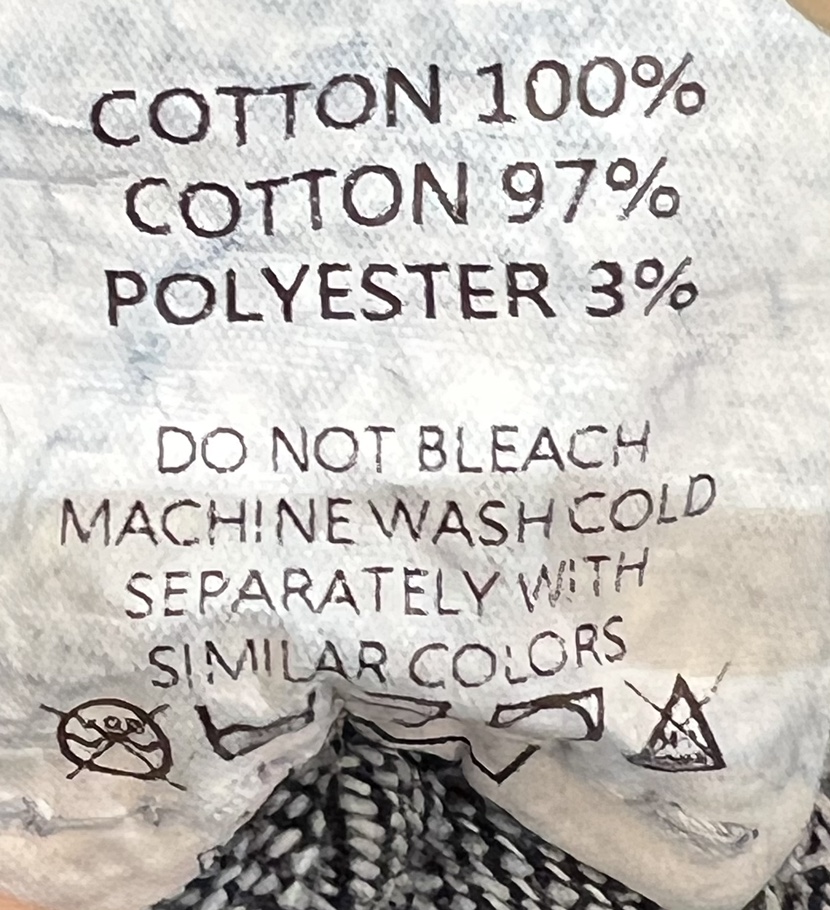 COTTON 100%
COTTON 97%
POLYESTER 3%
DO NOT BLEACH
MACHINE WASH COLD
SEPARATELY WITH
SIMILAR COLORS